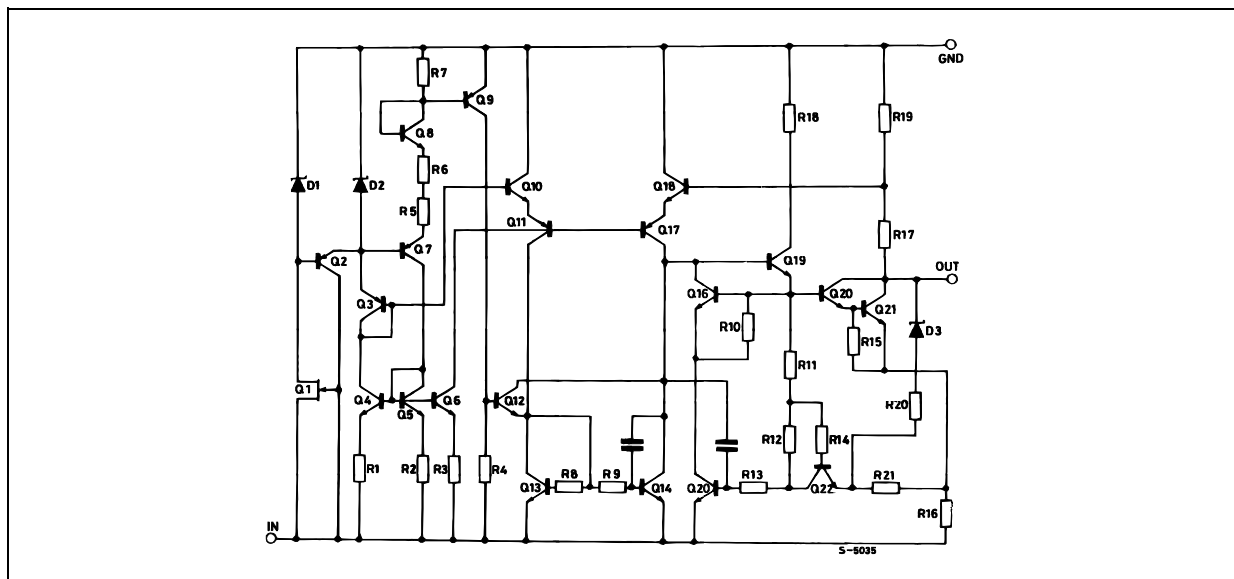 GND
R7
Q9
R18
R19
Q8
R6
D1
D2
Q10
Q18
R5
Q11
Q17
R17
Q2
Q7
Q19
OUT
Q3
Q16
Q20
Q21
R10
R15
D3
R11
Q1
Q4
Q5
Q6
Q12
R20
R12
R14
R1
R2
R3
R4
Q13
R8
R9
Q14
Q20
R13
Q22
R21
R16
IN
S-5035